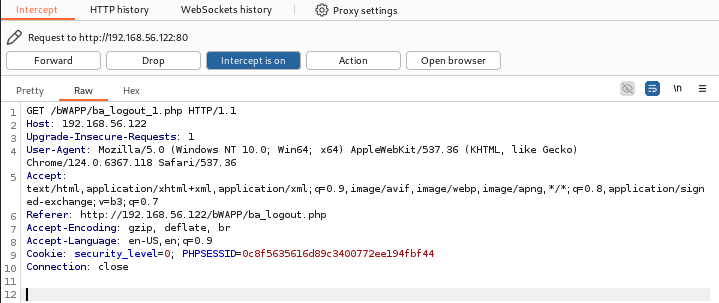 Intercept HTTP history WebSockets history Proxy settings
Request to http://192.168.56.122:80
Forward Drop Intercept is on Action Open browser
Pretty Raw Hex \n
1 GET /bWAPP/ba_logout_1.php HTTP/1.1
2 Host: 192.168.56.122
3 Upgrade-Insecure-Requests: 1
4 User-Agent: Mozilla/5.0 (Windows NT 10.0; Win64; x64) AppleWebKit/537.36 (KHTML, like Gecko)
Chrome/124.0.6367.118 Safari/537.36
5 Accept:
text/html,application/xhtml+xml,application/xml;q=0.9,image/avif,image/webp,image/apng,*/*;q=0.8,application/sign
ed-exchange;v=b3;q=0.7
6 Referer: http://192.168.56.122/bWAPP/ba_logout.php
7 Accept-Encoding: gzip, deflate, br
8 Accept-Language: en-US,en;q=0.9
9 Cookie: security_level=0; PHPSESSID=0c8f5635616d89c3400772ee194fbf44
10 Connection: close
11
12